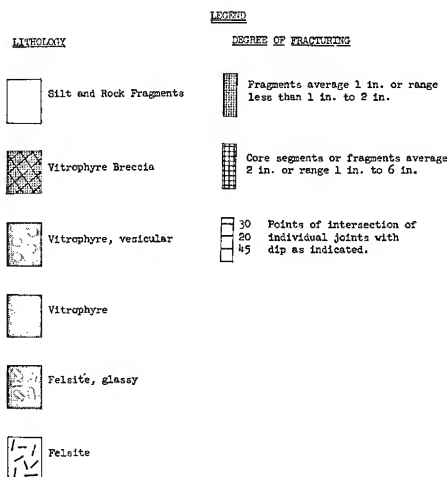 LEGEND
LITHOLOGY
DEGREE OF FRACTURING
Silt and Rock Fragments
Fragments average 1 in. or range
less than 1 in. to 2 in.
Vitrophyre Breccia
Core segments or fragments average
2 in. or range 1 in. to 6 in.
Vitrophyre, vesicular
30 Points of intersection of
20 individual joints with
45 dip as indicated.
Vitrophyre
Felsite, glassy
Felsite